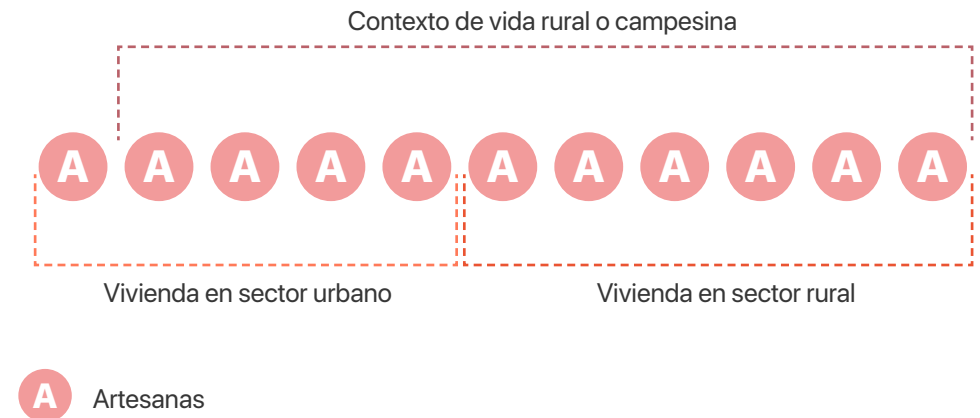 Contexto de vida rural o campesina
A A A A A A A A A A A
Vivienda en sector urbano Vivienda en sector rural
A Artesanas